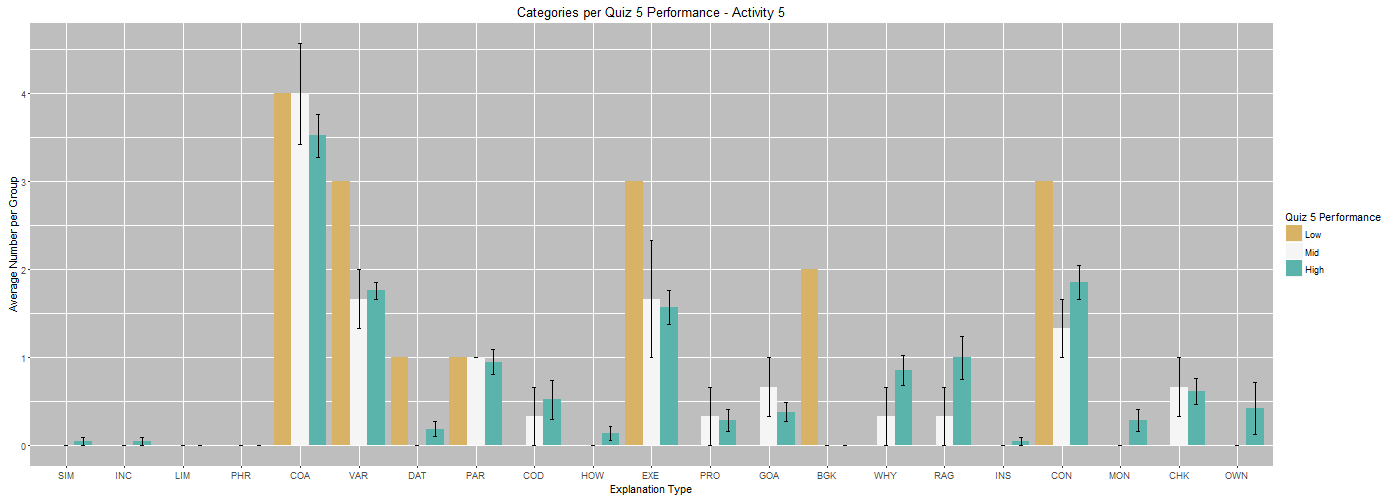 Categories per Quiz 5 Performance - Activity 5
Average Number per Group
4
3
2
1
0
SIM INC LIM PHR COA VAR DAT PAR COD HOW EXE PRO GOA BGK WHY RAG INS CON MON CHK OWN
Explanation Type
Quiz 5 Performance
Low
Mid
High